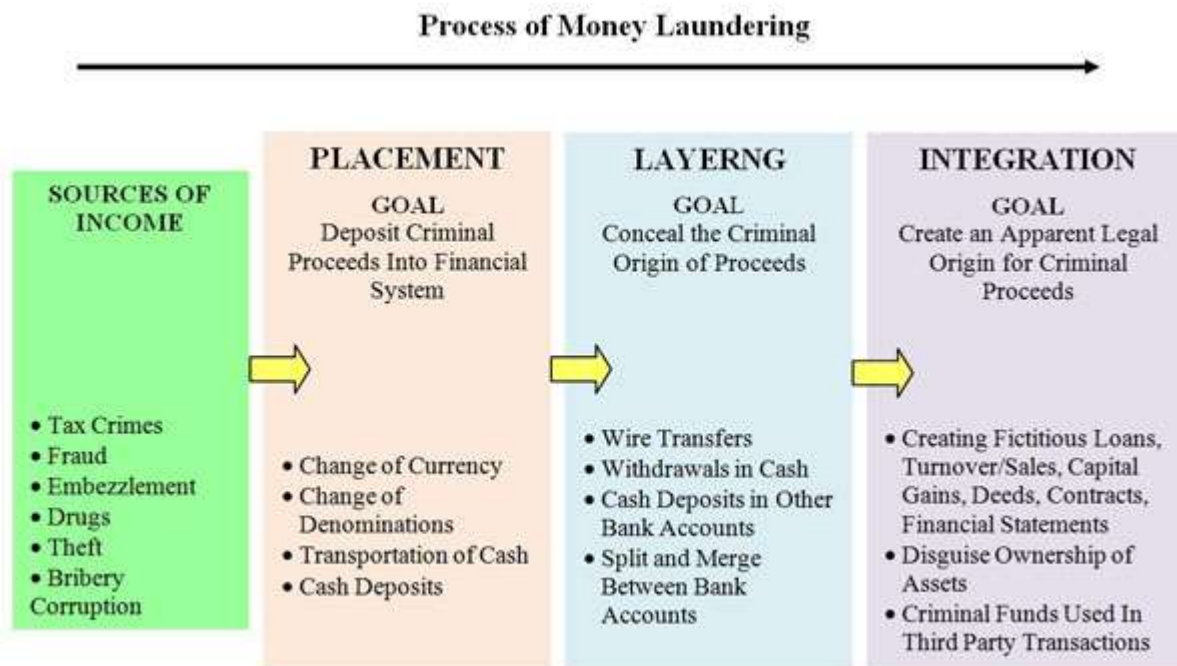 Process of Money Laundering
SOURCES OF
INCOME
• Tax Crimes
• Fraud
• Embezzlement
• Drugs
• Theft
• Bribery
Corruption
PLACEMENT
GOAL
Deposit Criminal
Proceeds Into Financial
System
• Change of Currency
• Change of
Denominations
• Transportation of Cash
• Cash Deposits
LAYERNG
GOAL
Conceal the Criminal
Origin of Proceeds
• Wire Transfers
• Withdrawals in Cash
• Cash Deposits in Other
Bank Accounts
• Split and Merge
Between Bank
Accounts
INTEGRATION
GOAL
Create an Apparent Legal
Origin for Criminal
Proceeds
• Creating Fictitious Loans,
Turnover/Sales, Capital
Gains, Deeds, Contracts,
Financial Statements
• Disguise Ownership of
Assets
• Criminal Funds Used In
Third Party Transactions